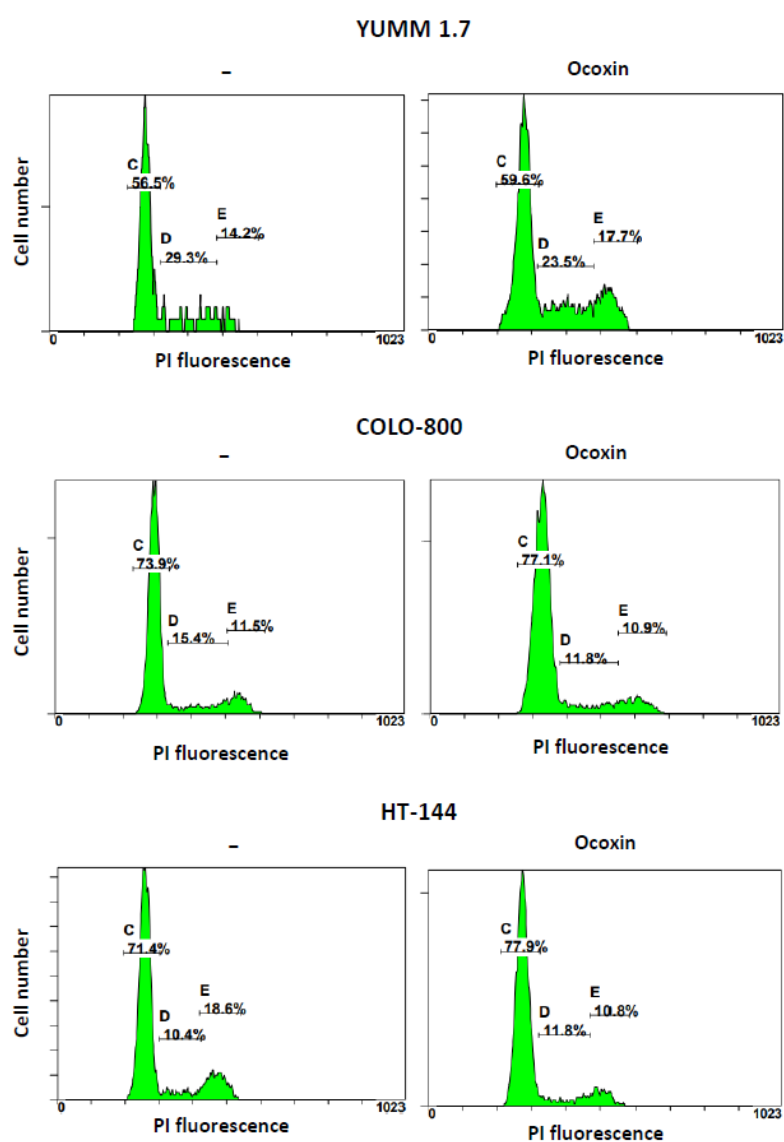 YUMM 1.7
–
Ocoxin
Cell number
C
56.5%
D
29.3%
E
14.2%
0
1023
PI fluorescence
C
59.6%
D
23.5%
E
17.7%
0
1023
PI fluorescence
COLO-800
–
Ocoxin
Cell number
C
73.9%
D
15.4%
E
11.5%
0
1023
PI fluorescence
C
77.1%
D
11.8%
E
10.9%
0
1023
PI fluorescence
HT-144
–
Ocoxin
Cell number
C
71.4%
D
10.4%
E
18.6%
0
1023
PI fluorescence
C
77.9%
D
11.8%
E
10.8%
0
1023
PI fluorescence